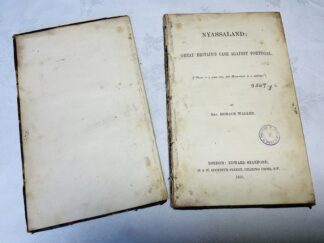 NYASSALAND:
GREAT BRITAIN'S CASE AGAINST PORTUGAL.
BY
REV. HORACE WALLER.
LONDON: EDWARD STANFORD,
26 & 27, COCKSPUR STREET, CHARING CROSS, S.W.
1890.